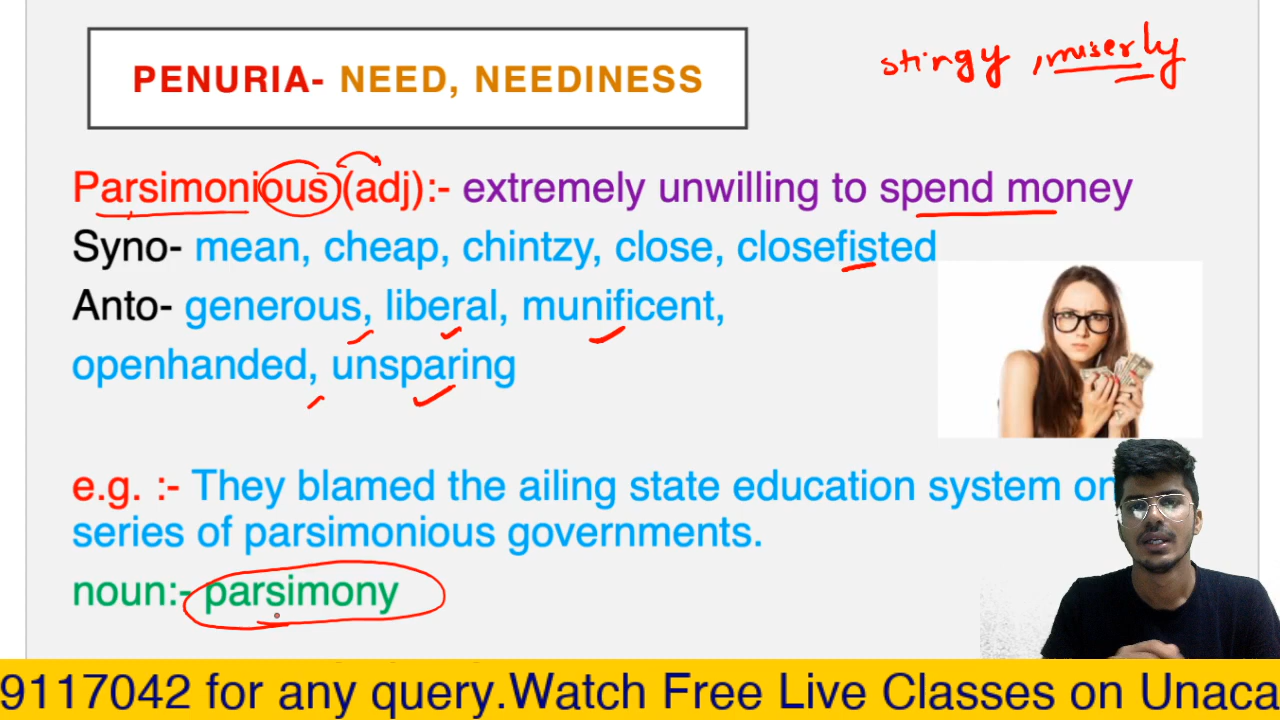 PENURIA- NEED, NEEDINESS
stingy, miserly
Parsimonious (adj):- extremely unwilling to spend money
Syno- mean, cheap, chintzy, close, closefisted
Anto- generous, liberal, munificent,
openhanded, unsparing
e.g. :- They blamed the ailing state education system on
series of parsimonious governments.
noun:- parsimony
9117042 for any query.Watch Free Live Classes on Unaca